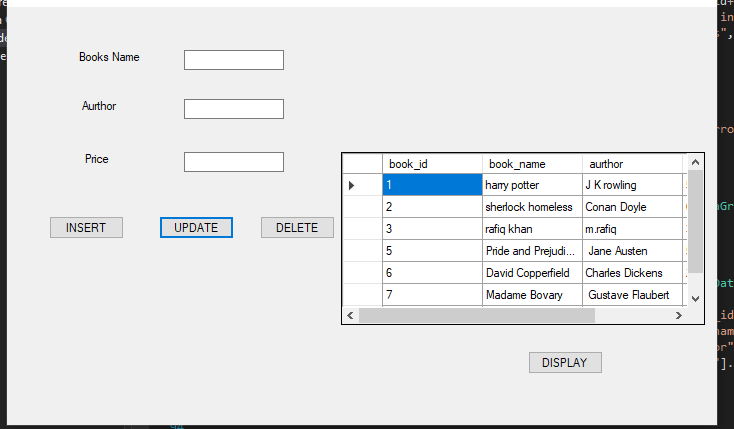 Books Name
Aurthor
Price
INSERT UPDATE DELETE
book_id book_name aurthor
1 harry potter J K rowling
2 sherlock homeless Conan Doyle
3 rafiq khan m.rafiq
5 Pride and Prejudi... Jane Austen
6 David Copperfield Charles Dickens
7 Madame Bovary Gustave Flaubert
DISPLAY